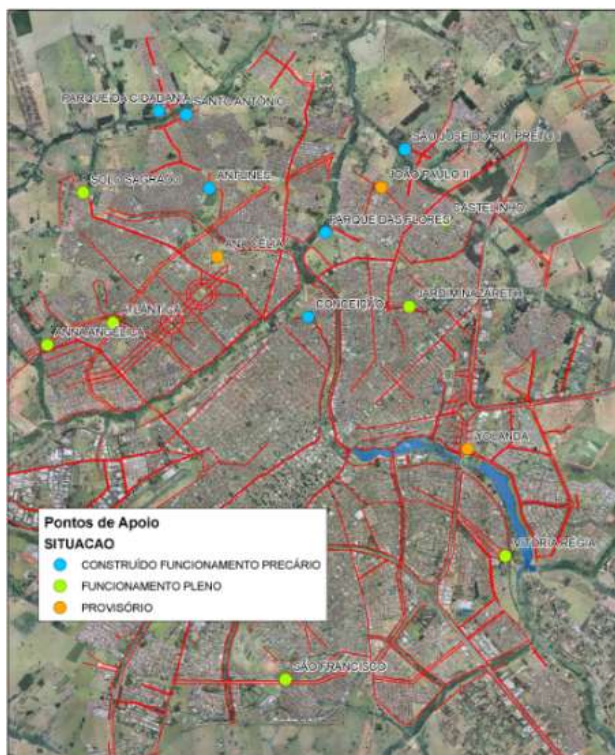 PARQUE DA CIDADANIA
SANTO ANTÔNIO
SÃO JOSÉ DO RIO PRETO I
SOLO SAGRADO
ANTUNES
JOÃO PAULO II
CASTELINHO
PARQUE DAS FLORES
ANA CÉLIA
CONCEIÇÃO
JARDIM NAZARETH
ATLÂNTICA
ANNA ANGÉLICA
YOLANDA
Pontos de Apoio
SITUACAO
CONSTRUÍDO FUNCIONAMENTO PRECÁRIO
FUNCIONAMENTO PLENO
PROVISÓRIO
VITÓRIA RÉGIA
SÃO FRANCISCO